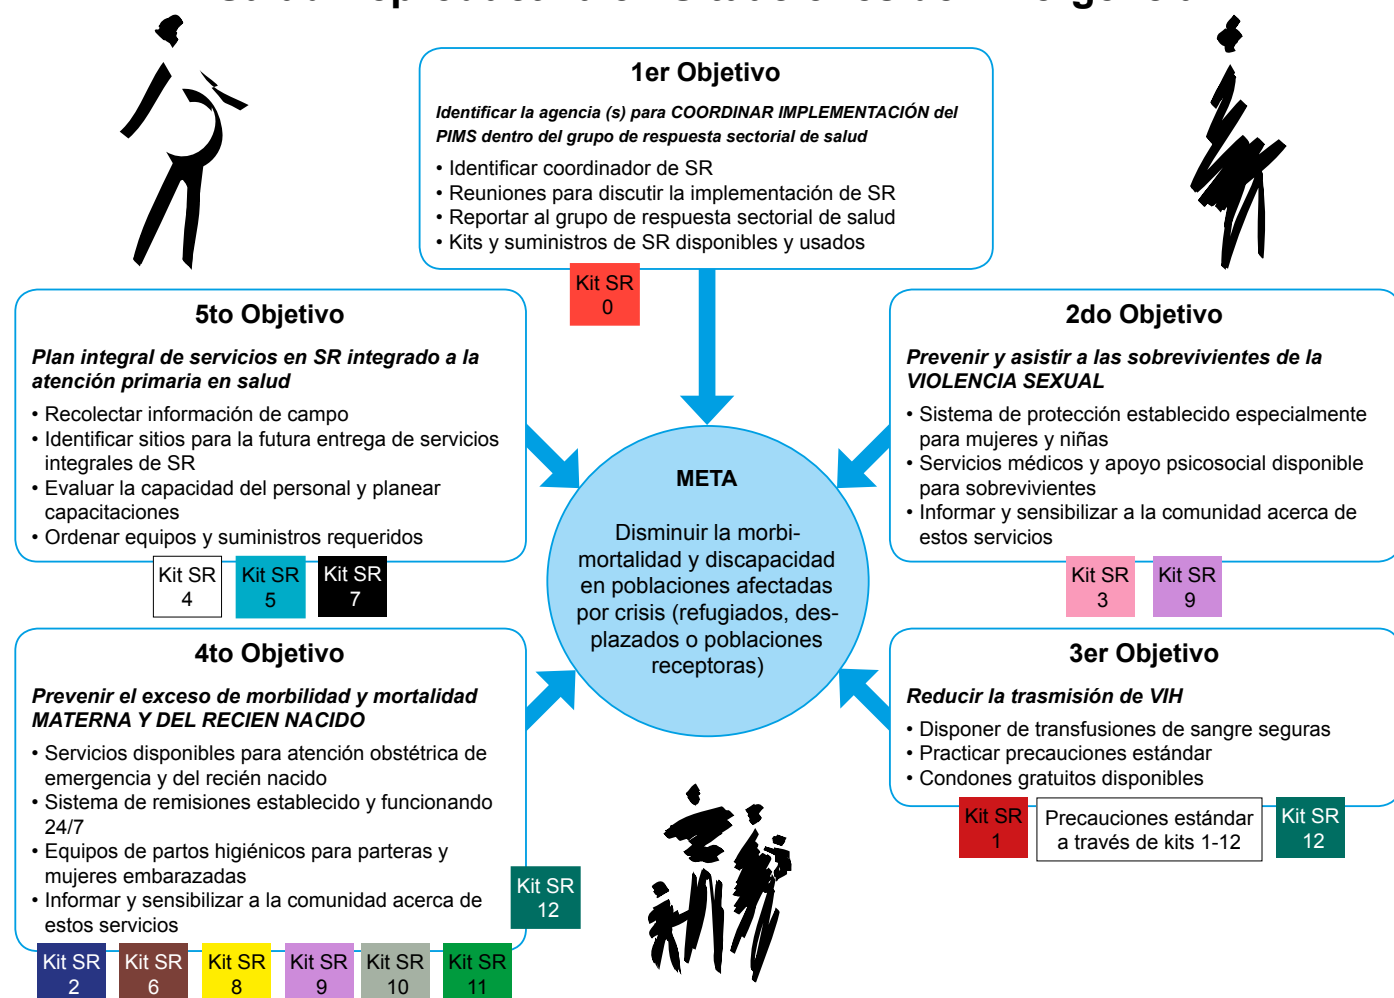 Salud Reproductiva en Situaciones de Emergencia
1er Objetivo
Identificar la agencia (s) para COORDINAR IMPLEMENTACIÓN del
PIMS dentro del grupo de respuesta sectorial de salud
• Identificar coordinador de SR
• Reuniones para discutir la implementación de SR
• Reportar al grupo de respuesta sectorial de salud
• Kits y suministros de SR disponibles y usados
Kit SR
0
5to Objetivo
Plan integral de servicios en SR integrado a la
atención primaria en salud
• Recolectar información de campo
• Identificar sitios para la futura entrega de servicios
integrales de SR
• Evaluar la capacidad del personal y planear
capacitaciones
• Ordenar equipos y suministros requeridos
Kit SR
4
Kit SR
5
Kit SR
7
2do Objetivo
Prevenir y asistir a las sobrevivientes de la
VIOLENCIA SEXUAL
• Sistema de protección establecido especialmente
para mujeres y niñas
• Servicios médicos y apoyo psicosocial disponible
para sobrevivientes
• Informar y sensibilizar a la comunidad acerca de
estos servicios
Kit SR
3
Kit SR
9
META
Disminuir la morbi-
mortalidad y discapacidad
en poblaciones afectadas
por crisis (refugiados, des-
plazados o poblaciones
receptoras)
4to Objetivo
Prevenir el exceso de morbilidad y mortalidad
MATERNA Y DEL RECIEN NACIDO
• Servicios disponibles para atención obstétrica de
emergencia y del recién nacido
• Sistema de remisiones establecido y funcionando
24/7
• Equipos de partos higiénicos para parteras y
mujeres embarazadas
• Informar y sensibilizar a la comunidad acerca de
estos servicios
Kit SR
12
Kit SR
2
Kit SR
6
Kit SR
8
Kit SR
9
Kit SR
10
Kit SR
11
3er Objetivo
Reducir la trasmisión de VIH
• Disponer de transfusiones de sangre seguras
• Practicar precauciones estándar
• Condones gratuitos disponibles
Kit SR
1
Precauciones estándar
a través de kits 1-12
Kit SR
12